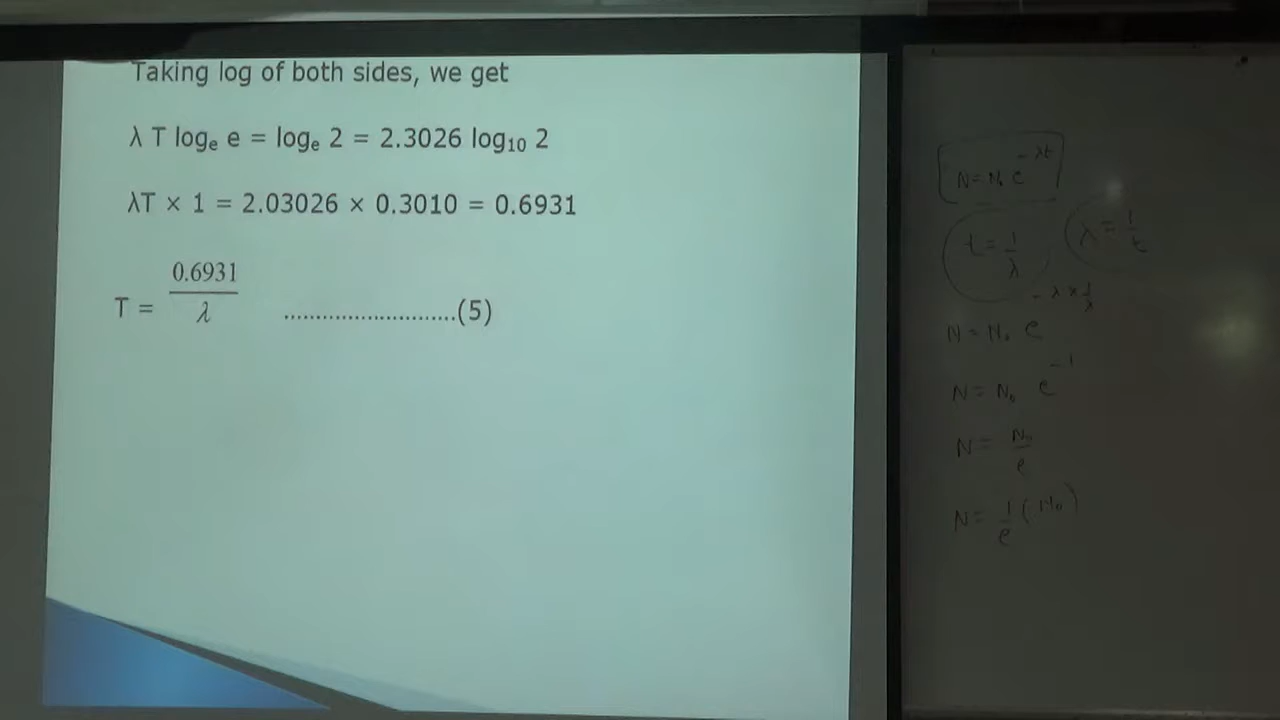 Taking log of both sides, we get
λ T logₑ e = logₑ 2 = 2.3026 log₁₀ 2
λT × 1 = 2.03026 × 0.3010 = 0.6931
T = 0.6931 / λ ...........................(5)
N = N₀ e^(-λt)
t = 1/λ , λ = 1/t
N = N₀ e^(-λ × 1/λ)
N = N₀ e^(-1)
N = N₀/e
N = 1/e (N₀)